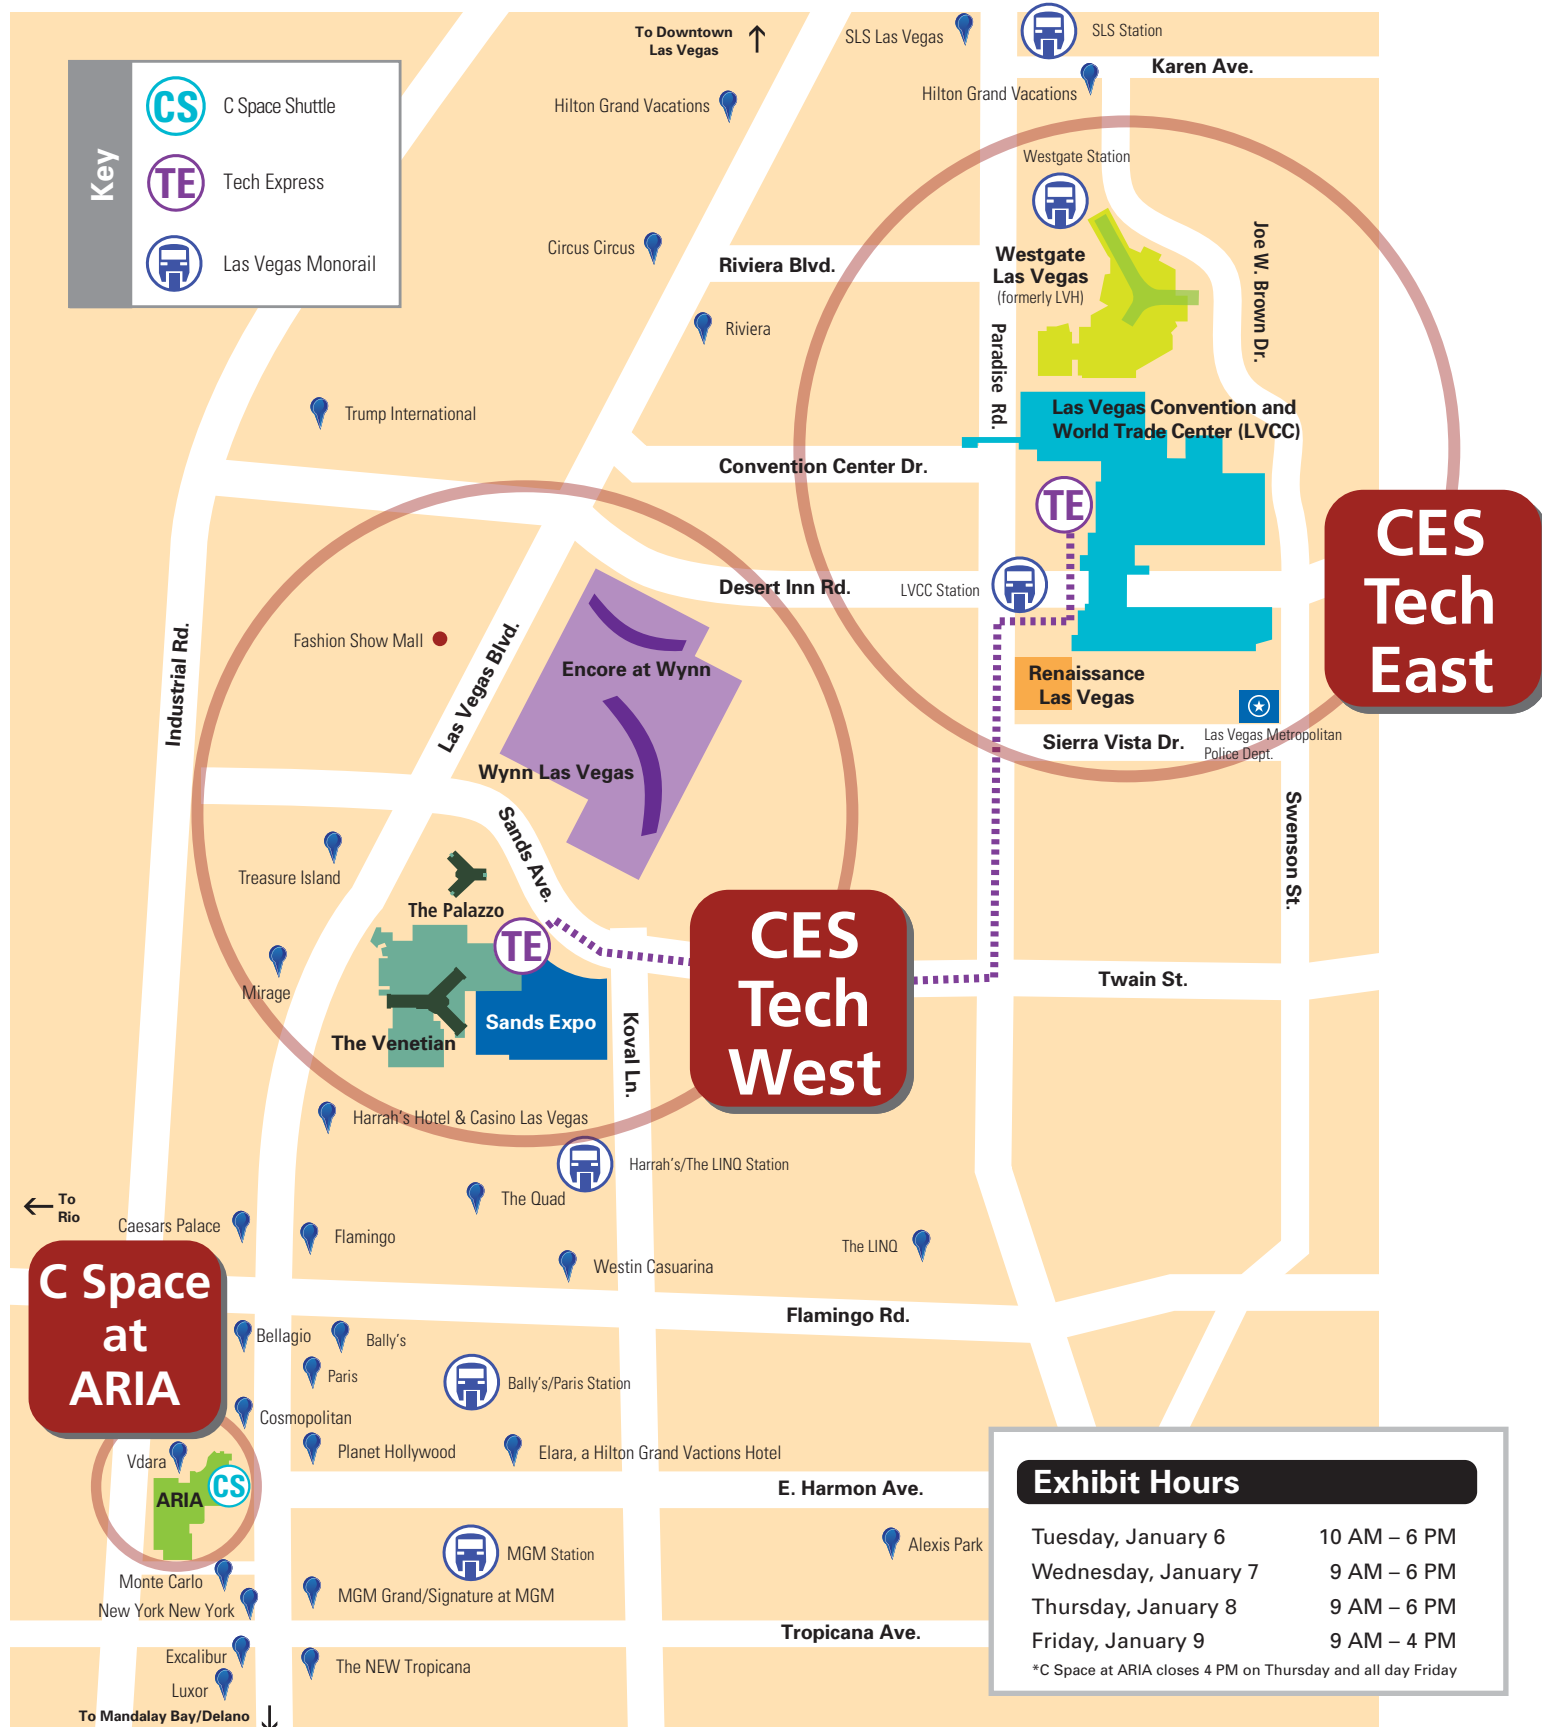 To Downtown
Las Vegas
SLS Las Vegas
SLS Station
Karen Ave.
Hilton Grand Vacations
Hilton Grand Vacations
Key
CS
C Space Shuttle
TE
Tech Express
Las Vegas Monorail
Westgate Station
Circus Circus
Riviera Blvd.
Westgate
Las Vegas
(formerly LVH)
Joe W. Brown Dr.
Riviera
Paradise Rd.
Trump International
Las Vegas Convention and
World Trade Center (LVCC)
Convention Center Dr.
TE
CES
Tech
East
Desert Inn Rd.
LVCC Station
Fashion Show Mall
Industrial Rd.
Las Vegas Blvd.
Encore at Wynn
Renaissance
Las Vegas
Sierra Vista Dr.
Las Vegas Metropolitan
Police Dept.
Wynn Las Vegas
Sands Ave.
Swenson St.
Treasure Island
The Palazzo
TE
CES
Tech
West
Twain St.
Mirage
Sands Expo
The Venetian
Koval Ln.
Harrah's Hotel & Casino Las Vegas
Harrah's/The LINQ Station
The Quad
To
Rio
Caesars Palace
Flamingo
The LINQ
Westin Casuarina
C Space
at
ARIA
Flamingo Rd.
Bellagio
Bally's
Paris
Bally's/Paris Station
Cosmopolitan
Planet Hollywood
Elara, a Hilton Grand Vactions Hotel
Vdara
ARIA
CS
E. Harmon Ave.
Alexis Park
MGM Station
Monte Carlo
MGM Grand/Signature at MGM
New York New York
Tropicana Ave.
Excalibur
The NEW Tropicana
Luxor
To Mandalay Bay/Delano
Exhibit Hours
Tuesday, January 6 10 AM – 6 PM
Wednesday, January 7 9 AM – 6 PM
Thursday, January 8 9 AM – 6 PM
Friday, January 9 9 AM – 4 PM
*C Space at ARIA closes 4 PM on Thursday and all day Friday